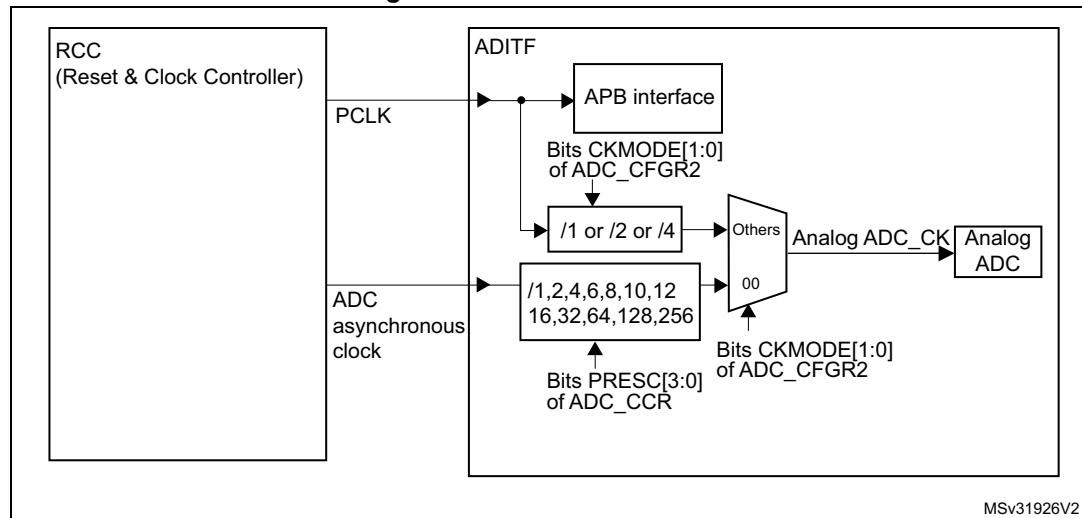 RCC
(Reset & Clock Controller)
ADITF
PCLK
APB interface
Bits CKMODE[1:0]
of ADC_CFGR2
/1 or /2 or /4
Others
Analog ADC_CK
Analog
ADC
ADC
asynchronous
clock
/1,2,4,6,8,10,12
16,32,64,128,256
00
Bits PRESC[3:0]
of ADC_CCR
Bits CKMODE[1:0]
of ADC_CFGR2
MSv31926V2